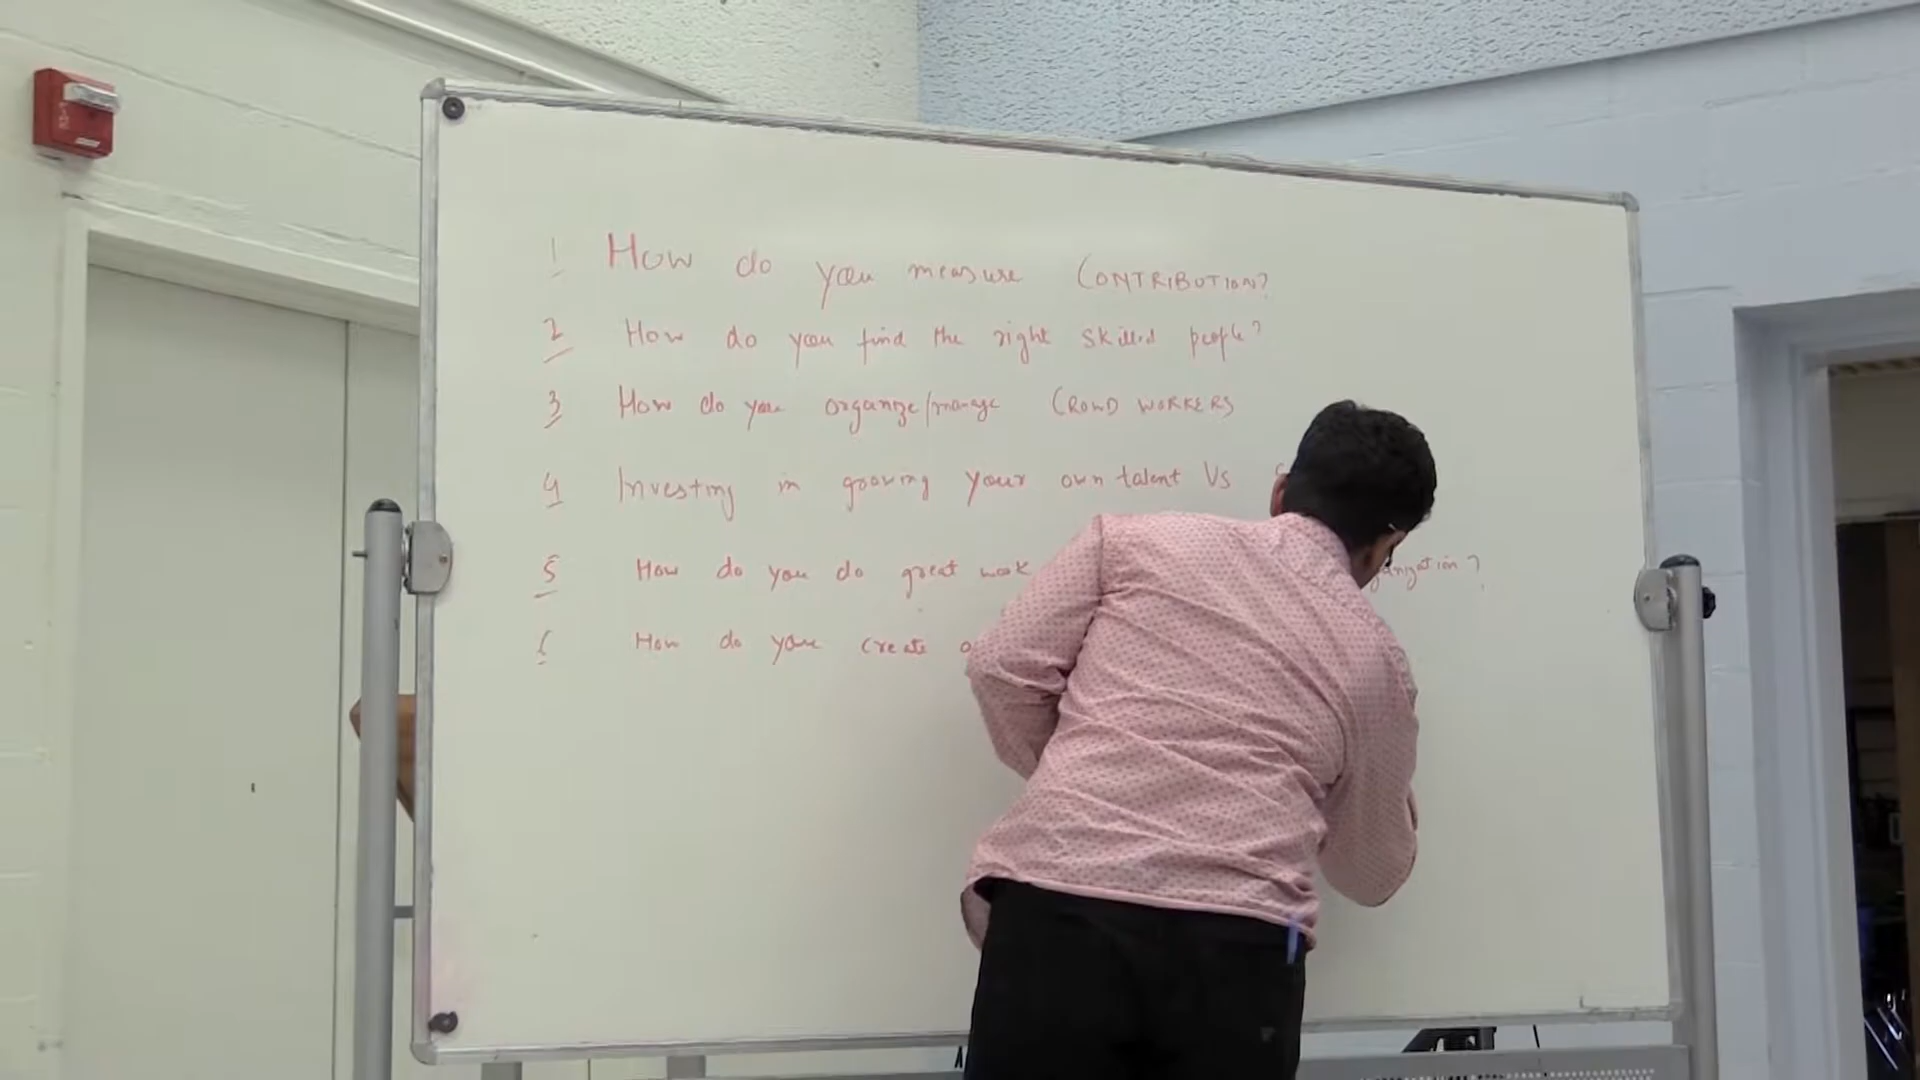 1 How do you measure CONTRIBUTION?
2 How do you find the right skilled people?
3 How do you organize/manage CROWD WORKERS
4 Investing in growing your own talent Vs
5 How do you do great work
6 How do you create